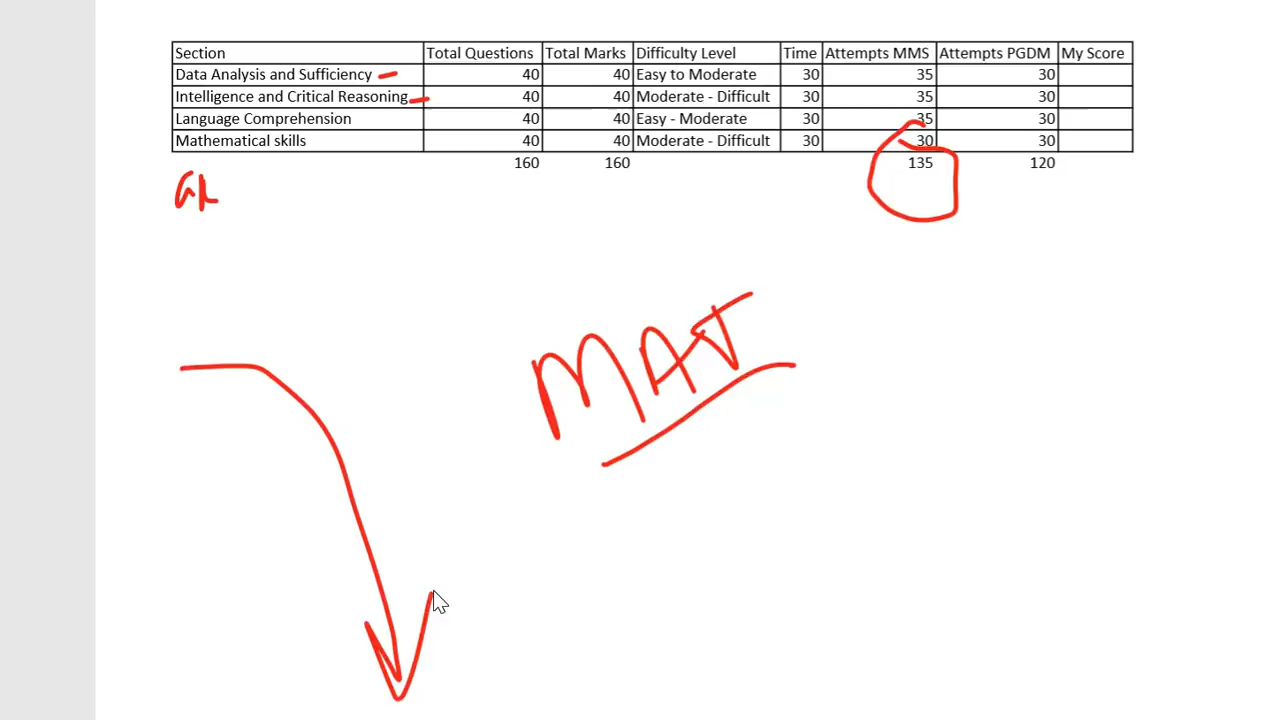 Section Total Questions Total Marks Difficulty Level Time Attempts MMS Attempts PGDM My Score
Data Analysis and Sufficiency 40 40 Easy to Moderate 30 35 30
Intelligence and Critical Reasoning 40 40 Moderate - Difficult 30 35 30
Language Comprehension 40 40 Easy - Moderate 30 35 30
Mathematical skills 40 40 Moderate - Difficult 30 30 30
160 160 135 120
MAT